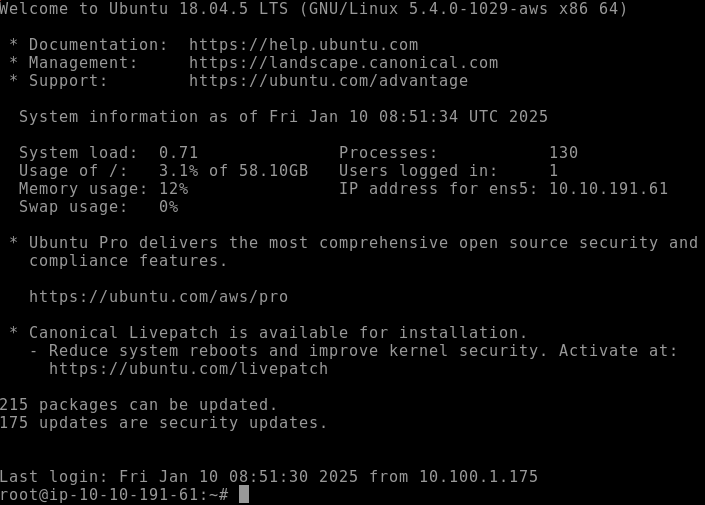 Welcome to Ubuntu 18.04.5 LTS (GNU/Linux 5.4.0-1029-aws x86 64)
* Documentation:  https://help.ubuntu.com
* Management:     https://landscape.canonical.com
* Support:        https://ubuntu.com/advantage
System information as of Fri Jan 10 08:51:34 UTC 2025
System load:  0.71              Processes:           130
Usage of /:   3.1% of 58.10GB   Users logged in:     1
Memory usage: 12%               IP address for ens5: 10.10.191.61
Swap usage:   0%
* Ubuntu Pro delivers the most comprehensive open source security and
compliance features.
https://ubuntu.com/aws/pro
* Canonical Livepatch is available for installation.
- Reduce system reboots and improve kernel security. Activate at:
https://ubuntu.com/livepatch
215 packages can be updated.
175 updates are security updates.
Last login: Fri Jan 10 08:51:30 2025 from 10.100.1.175
root@ip-10-10-191-61:~#